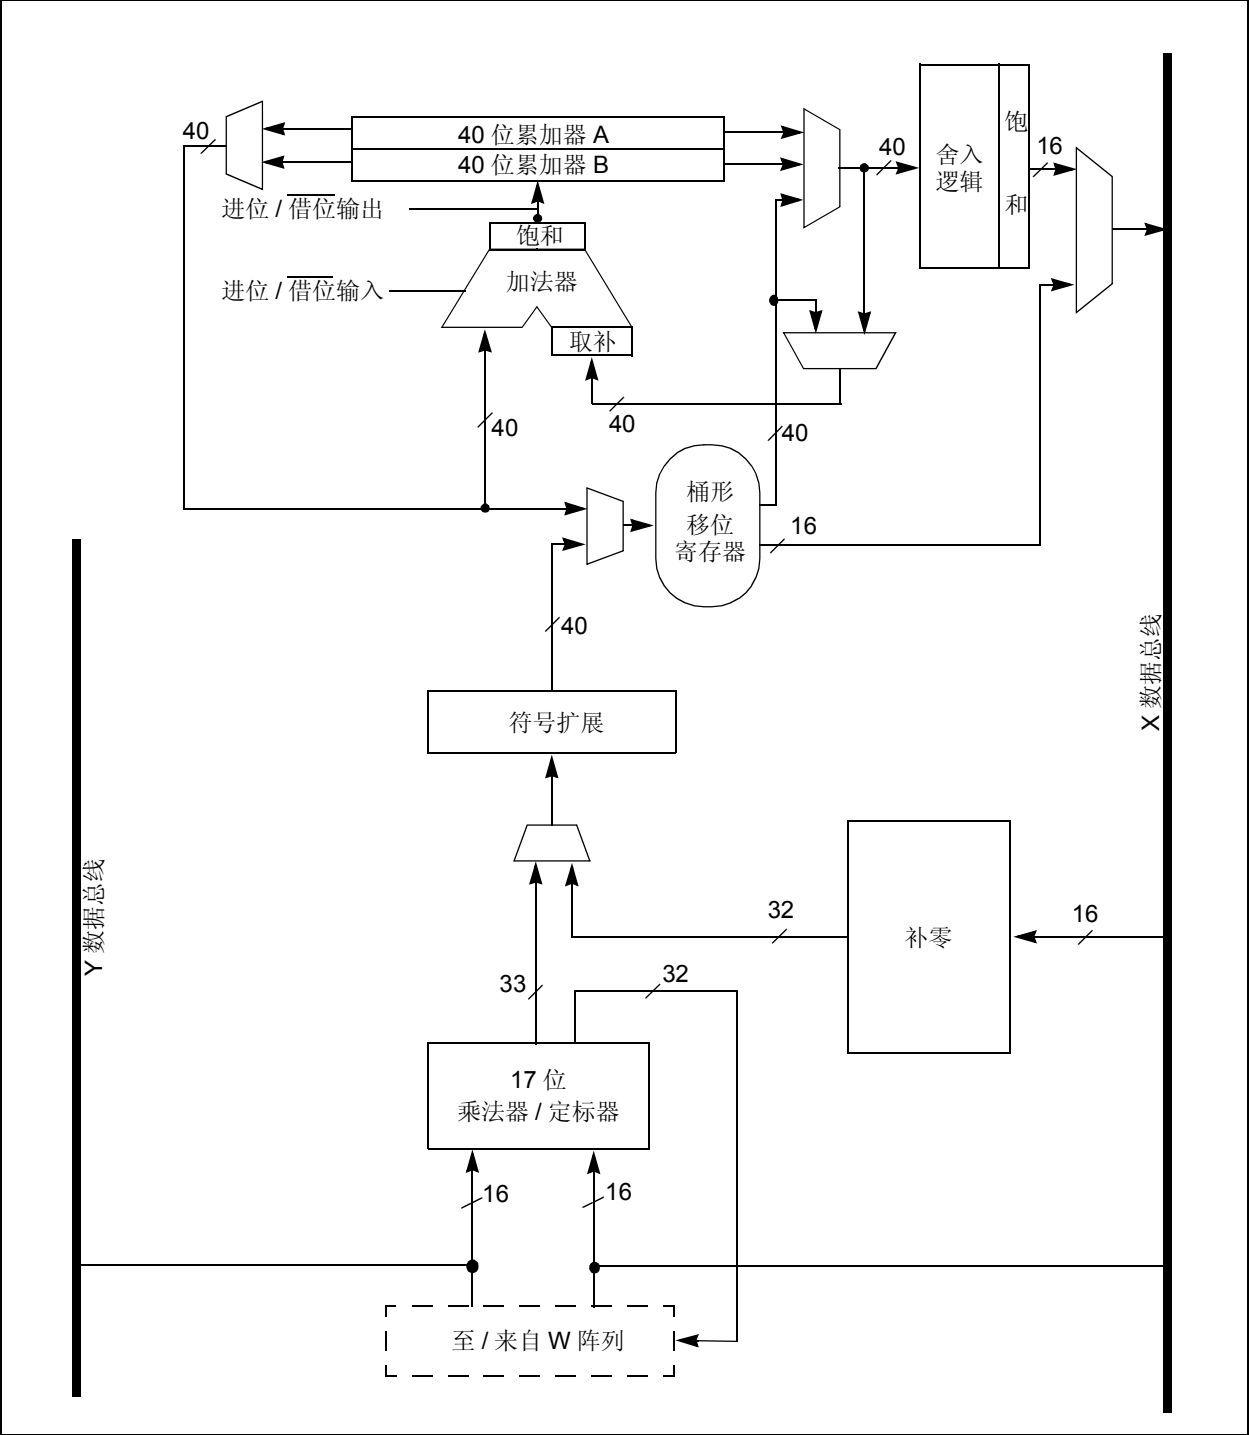 40
40 位累加器 A
40 位累加器 B
40
舍入
逻辑
饱
和
16
进位 / 借位输出
饱和
进位 / 借位输入
加法器
取补
40
40
40
桶形
移位
寄存器
16
40
X 数据总线
符号扩展
Y 数据总线
32
补零
16
33
32
17 位
乘法器 / 定标器
16
16
至 / 来自 W 阵列